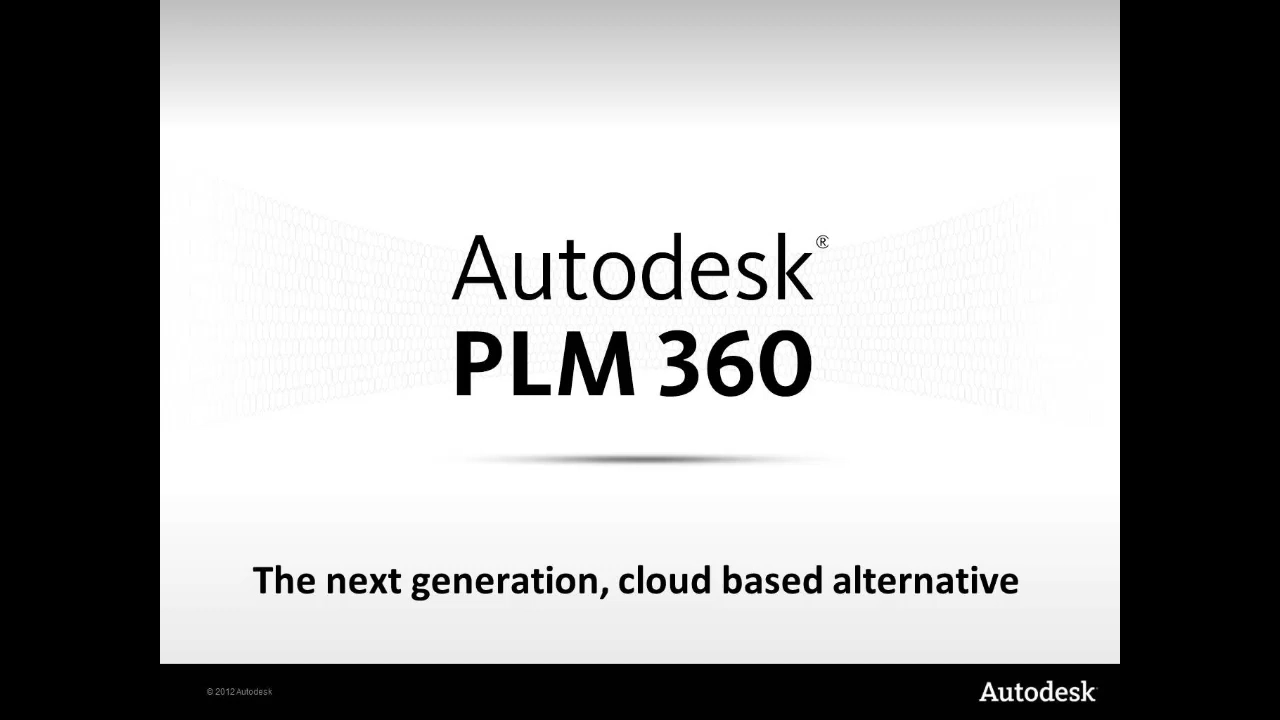 Autodesk®
PLM 360
The next generation, cloud based alternative
© 2012 Autodesk
Autodesk